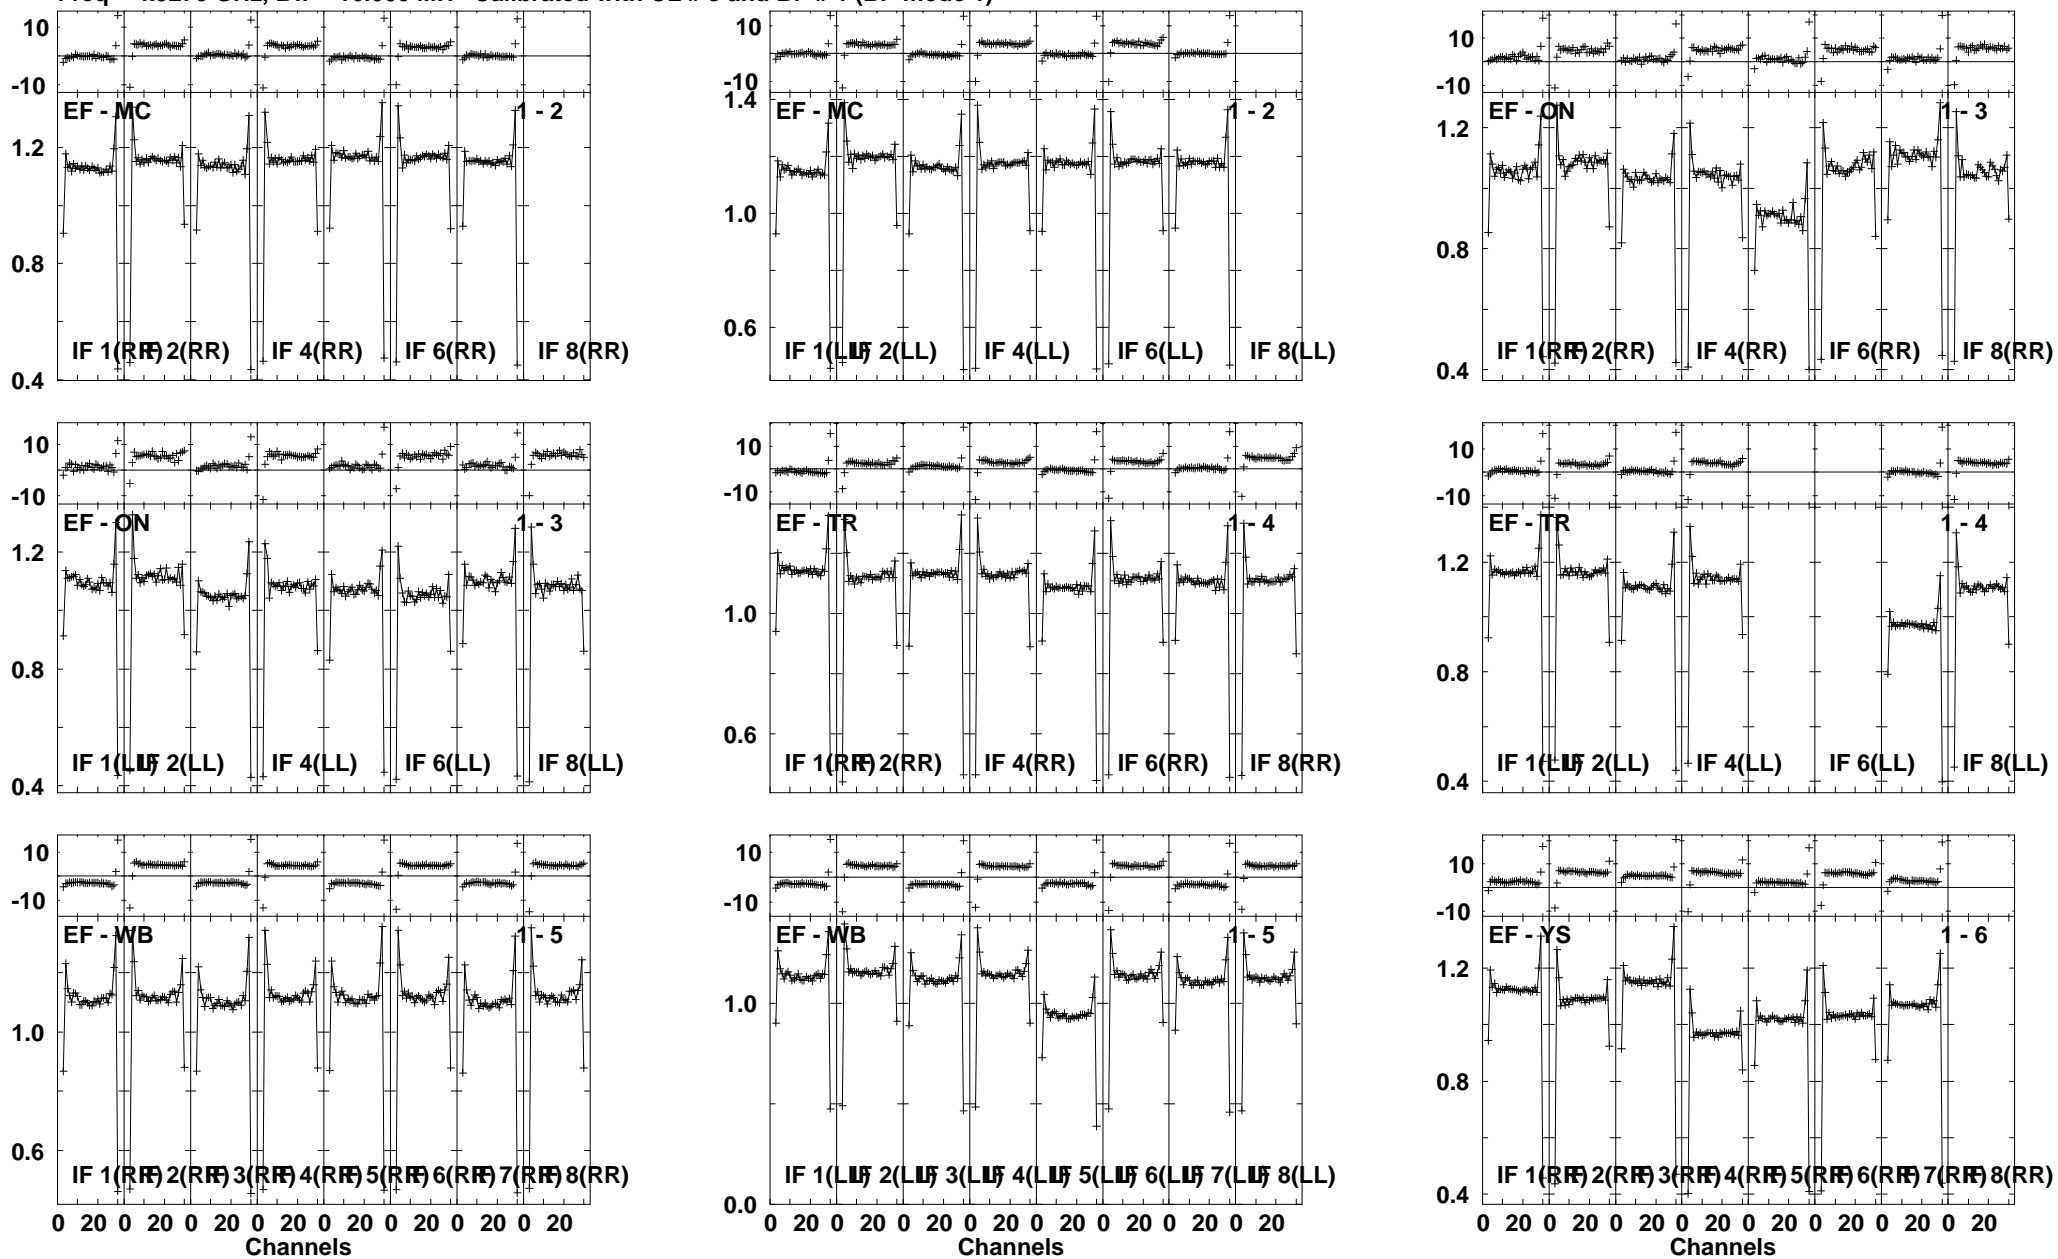 10
-10
EF - MC 1 - 2
1.2
0.8
0.4
IF 1(RR) IF 2(RR) IF 4(RR) IF 6(RR) IF 8(RR)
10
-10
EF - MC 1 - 2
1.4
1.0
0.6
IF 1(LL) IF 2(LL) IF 4(LL) IF 6(LL) IF 8(LL)
10
-10
EF - ON 1 - 3
1.2
0.8
0.4
IF 1(RR) IF 2(RR) IF 4(RR) IF 6(RR) IF 8(RR)
10
-10
EF - ON 1 - 3
1.2
0.8
0.4
IF 1(LL) IF 2(LL) IF 4(LL) IF 6(LL) IF 8(LL)
10
-10
EF - TR 1 - 4
1.0
0.6
IF 1(RR) IF 2(RR) IF 4(RR) IF 6(RR) IF 8(RR)
10
-10
EF - TR 1 - 4
1.2
0.8
0.4
IF 1(LL) IF 2(LL) IF 4(LL) IF 6(LL) IF 8(LL)
10
-10
EF - WB 1 - 5
1.0
0.6
IF 1(RR) IF 2(RR) IF 3(RR) IF 4(RR) IF 5(RR) IF 6(RR) IF 7(RR) IF 8(RR)
0 20 0 20 0 20 0 20 0 20 0 20 0 20 0 20
Channels
10
-10
EF - WB 1 - 5
1.0
0.0
IF 1(LL) IF 2(LL) IF 3(LL) IF 4(LL) IF 5(LL) IF 6(LL) IF 7(LL) IF 8(LL)
0 20 0 20 0 20 0 20 0 20 0 20 0 20 0 20
Channels
10
-10
EF - YS 1 - 6
1.2
0.8
0.4
IF 1(RR) IF 2(RR) IF 3(RR) IF 4(RR) IF 5(RR) IF 6(RR) IF 7(RR) IF 8(RR)
0 20 0 20 0 20 0 20 0 20 0 20 0 20 0 20
Channels